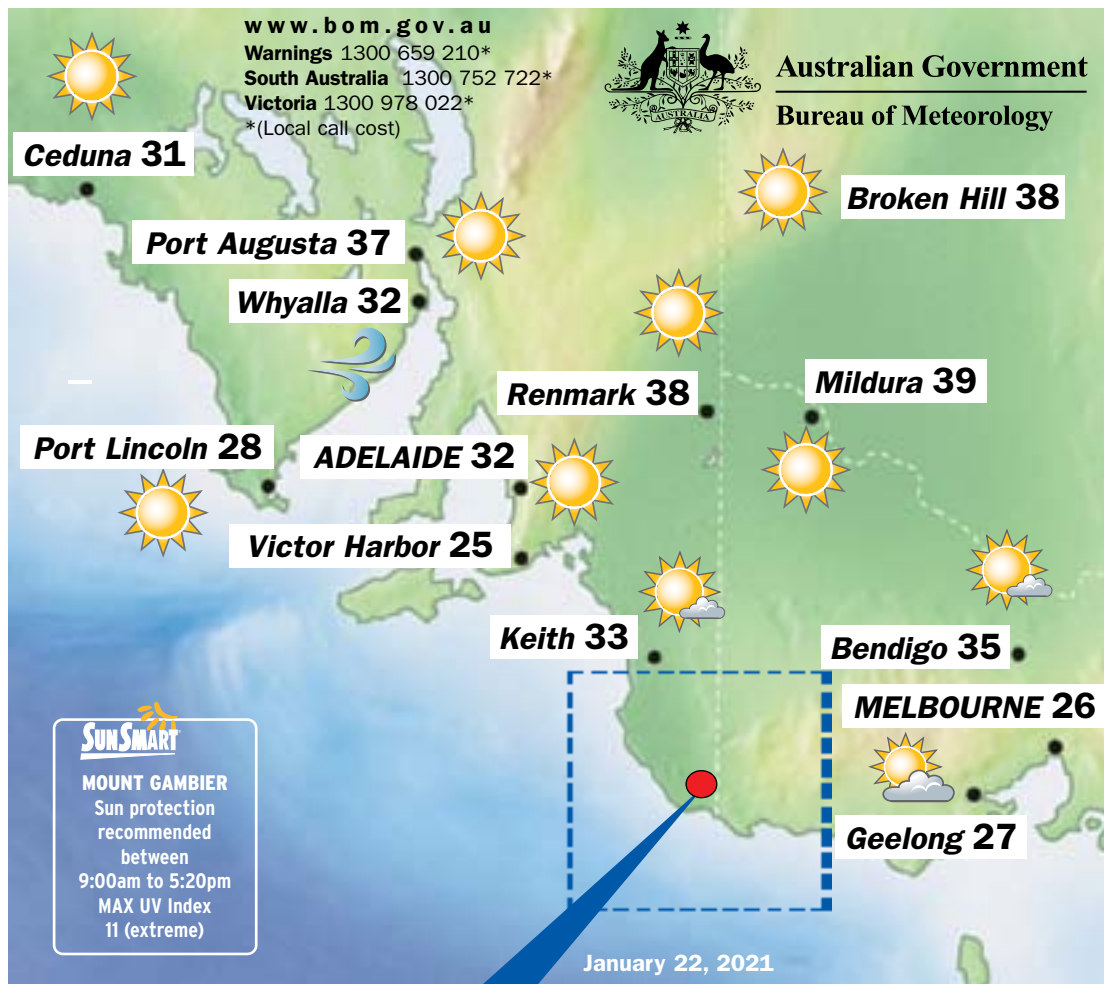 www.bom.gov.au
Warnings 1300 659 210*
South Australia 1300 752 722*
Victoria 1300 978 022*
*(Local call cost)
AUSTRALIA
Australian Government
Bureau of Meteorology
Ceduna 31
Broken Hill 38
Port Augusta 37
Whyalla 32
Renmark 38
Mildura 39
Port Lincoln 28
ADELAIDE 32
Victor Harbor 25
Keith 33
Bendigo 35
MELBOURNE 26
Geelong 27
SUNSMART
MOUNT GAMBIER
Sun protection
recommended
between
9:00am to 5:20pm
MAX UV Index
11 (extreme)
January 22, 2021